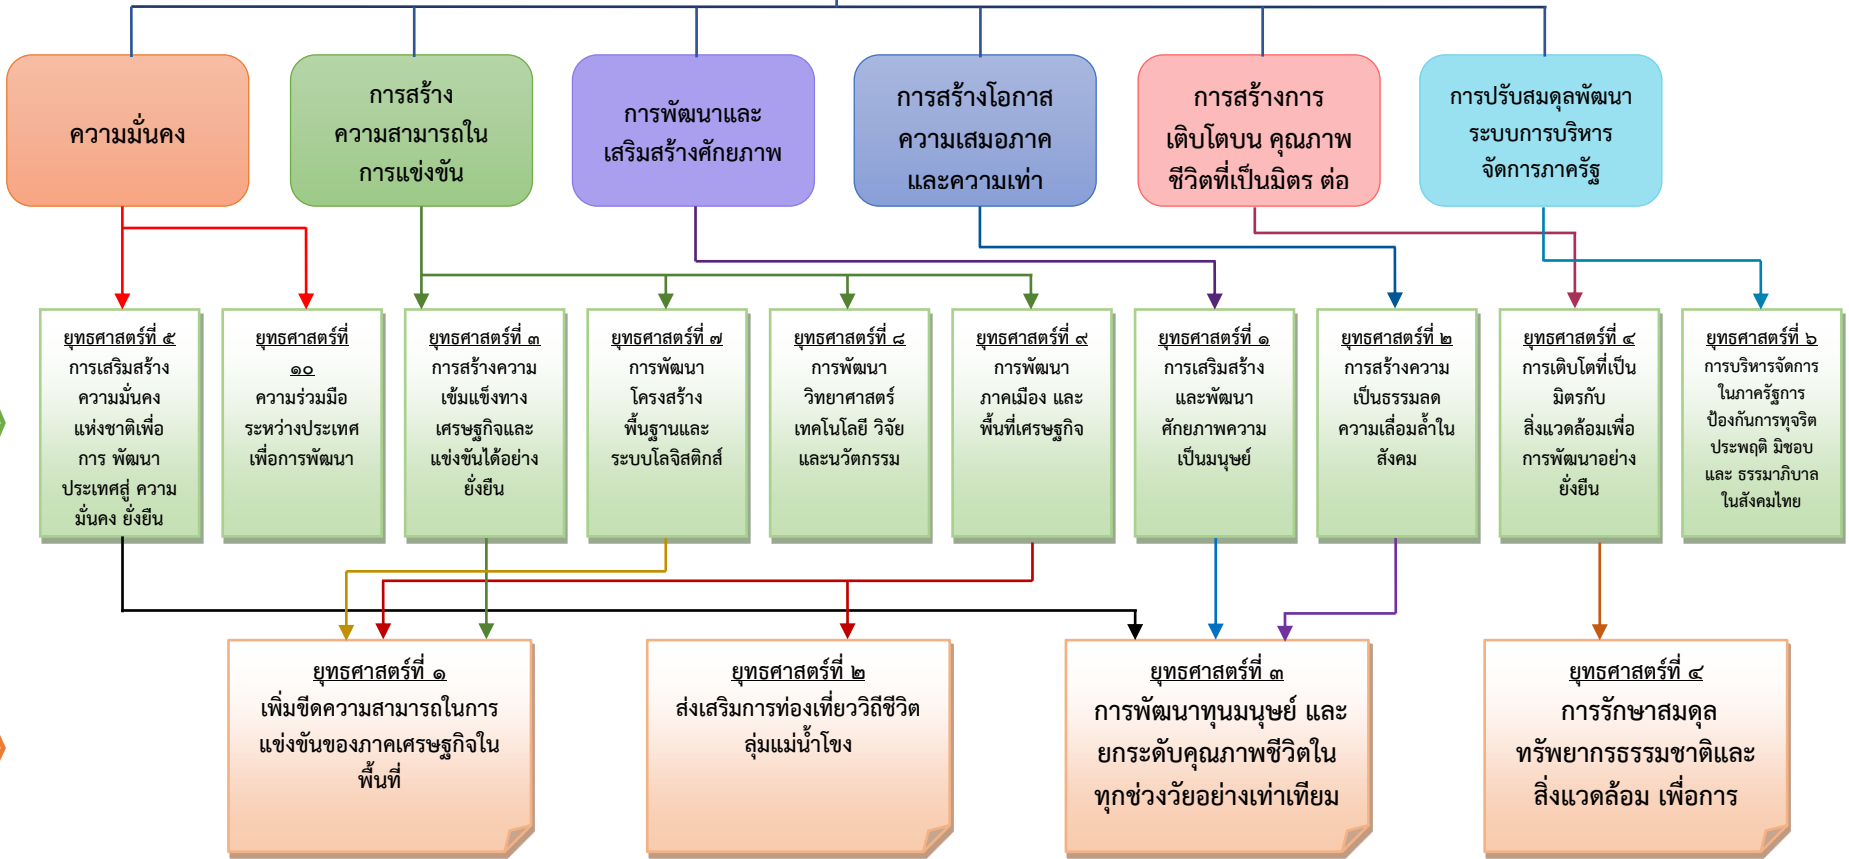 ความมั่นคง
การสร้าง
ความสามารถใน
การแข่งขัน
การพัฒนาและ
เสริมสร้างศักยภาพ
การสร้างโอกาส
ความเสมอภาค
และความเท่า
การสร้างการ
เติบโตบน คุณภาพ
ชีวิตที่เป็นมิตร ต่อ
การปรับสมดุลพัฒนา
ระบบการบริหาร
จัดการภาครัฐ
ยุทธศาสตร์ที่ ๕
การเสริมสร้าง
ความมั่นคง
แห่งชาติเพื่อ
การ พัฒนา
ประเทศสู่ ความ
มั่นคง ยั่งยืน
ยุทธศาสตร์ที่
๑๐
ความร่วมมือ
ระหว่างประเทศ
เพื่อการพัฒนา
ยุทธศาสตร์ที่ ๓
การสร้างความ
เข้มแข็งทาง
เศรษฐกิจและ
แข่งขันได้อย่าง
ยั่งยืน
ยุทธศาสตร์ที่ ๗
การพัฒนา
โครงสร้าง
พื้นฐานและ
ระบบโลจิสติกส์
ยุทธศาสตร์ที่ ๘
การพัฒนา
วิทยาศาสตร์
เทคโนโลยี วิจัย
และนวัตกรรม
ยุทธศาสตร์ที่ ๙
การพัฒนา
ภาคเมือง และ
พื้นที่เศรษฐกิจ
ยุทธศาสตร์ที่ ๑
การเสริมสร้าง
และพัฒนา
ศักยภาพความ
เป็นมนุษย์
ยุทธศาสตร์ที่ ๒
การสร้างความ
เป็นธรรมลด
ความเลื่อมล้ำใน
สังคม
ยุทธศาสตร์ที่ ๔
การเติบโตที่เป็น
มิตรกับ
สิ่งแวดล้อมเพื่อ
การพัฒนาอย่าง
ยั่งยืน
ยุทธศาสตร์ที่ ๖
การบริหารจัดการ
ในภาครัฐการ
ป้องกันการทุจริต
ประพฤติ มิชอบ
และ ธรรมาภิบาล
ในสังคมไทย
ยุทธศาสตร์ที่ ๑
เพิ่มขีดความสามารถในการ
แข่งขันของภาคเศรษฐกิจใน
พื้นที่
ยุทธศาสตร์ที่ ๒
ส่งเสริมการท่องเที่ยววิถีชีวิต
ลุ่มแม่น้ำโขง
ยุทธศาสตร์ที่ ๓
การพัฒนาทุนมนุษย์ และ
ยกระดับคุณภาพชีวิตใน
ทุกช่วงวัยอย่างเท่าเทียม
ยุทธศาสตร์ที่ ๔
การรักษาสมดุล
ทรัพยากรธรรมชาติและ
สิ่งแวดล้อม เพื่อการ